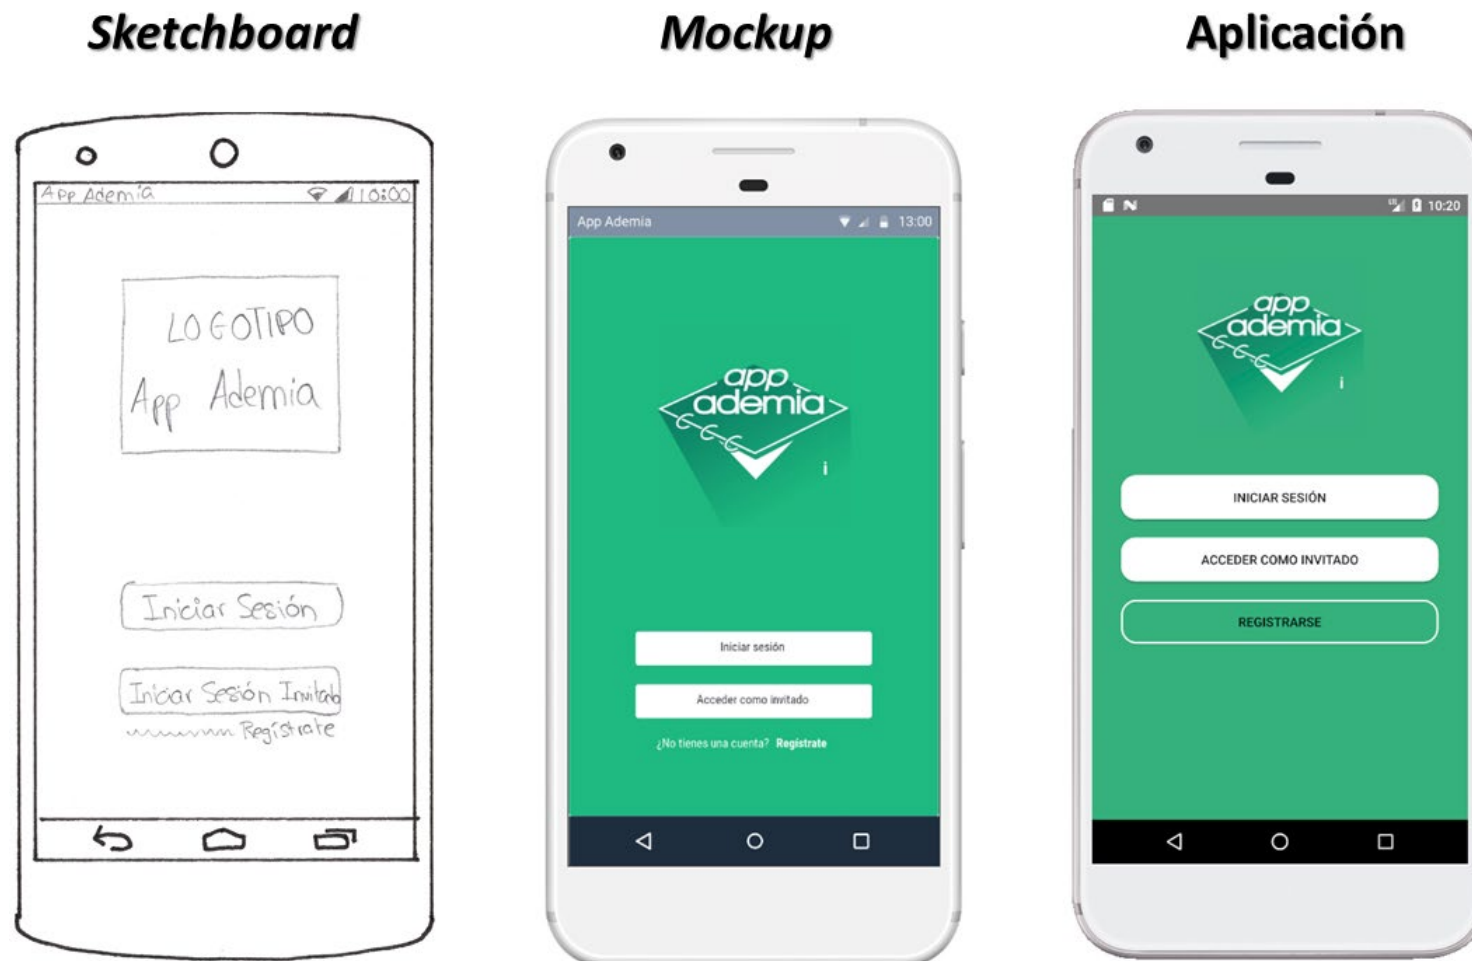 Sketchboard
Mockup
Aplicación
App Ademia 10:00
LOGOTIPO
App Ademia
Iniciar Sesión
Iniciar Sesión Invitado
Regístrate
App Ademia 13:00
app
ademia
i
Iniciar sesión
Acceder como invitado
¿No tienes una cuenta? Regístrate
10:20
app
ademia
i
INICIAR SESIÓN
ACCEDER COMO INVITADO
REGISTRARSE